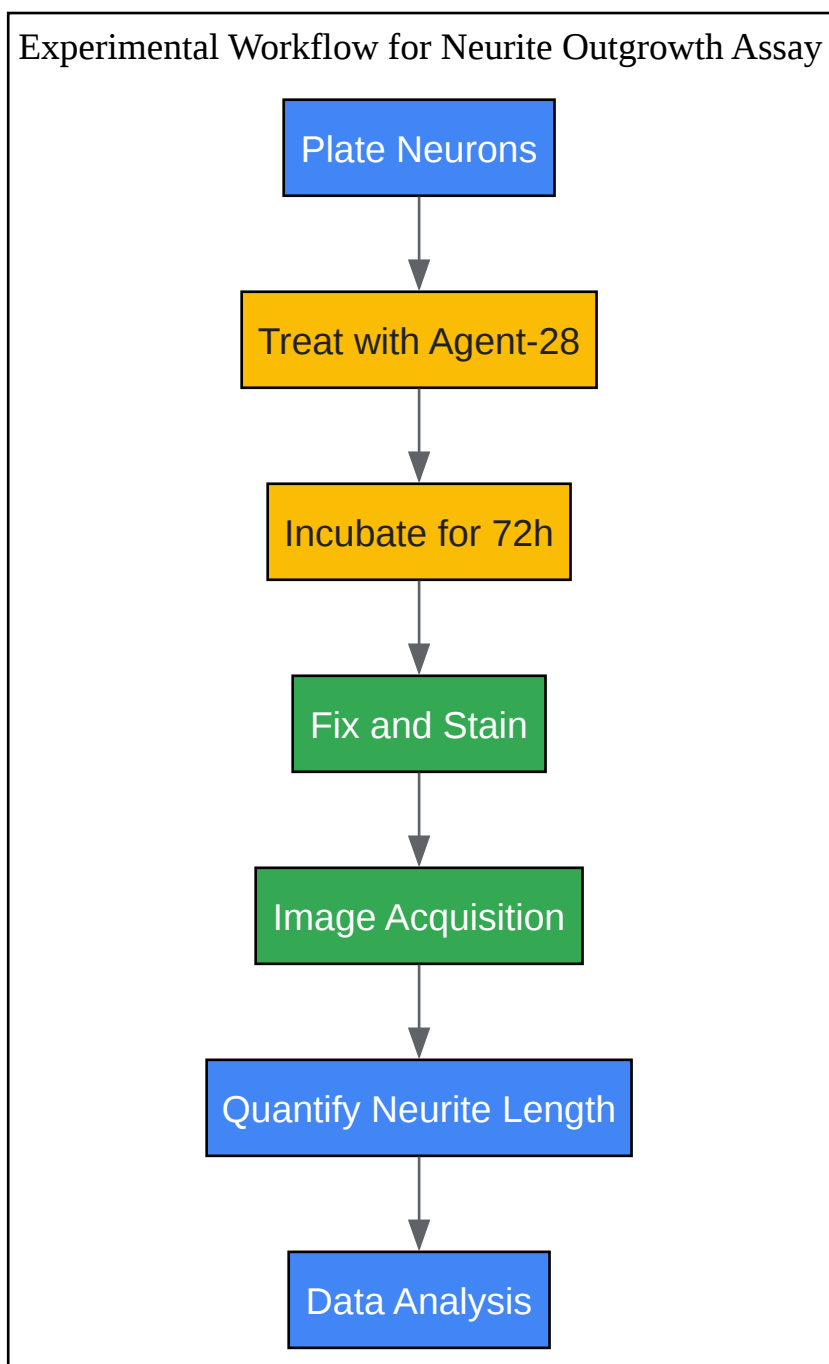 Experimental Workflow for Neurite Outgrowth Assay
Plate Neurons
Treat with Agent-28
Incubate for 72h
Fix and Stain
Image Acquisition
Quantify Neurite Length
Data Analysis